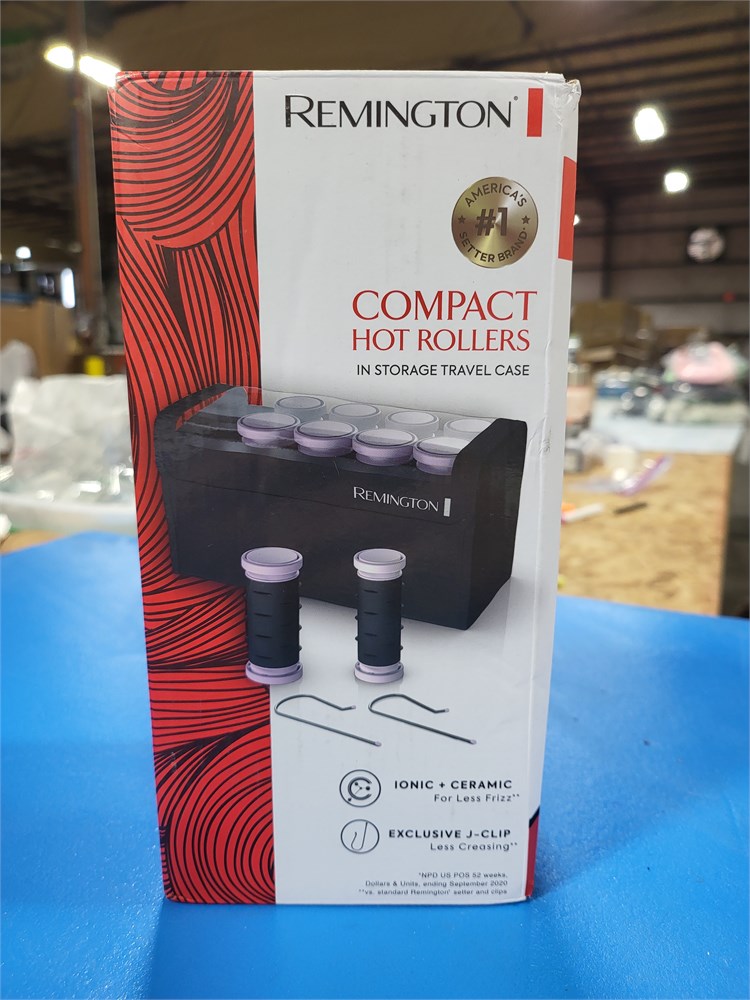 REMINGTON®
AMERICA'S
#1
SETTER BRAND*
COMPACT
HOT ROLLERS
IN STORAGE TRAVEL CASE
REMINGTON
IONIC + CERAMIC
For Less Frizz**
EXCLUSIVE J-CLIP
Less Creasing**
*NPD US POS 52 weeks,
Dollars & Units, ending September 2020
**vs. standard Remington® setter and clips